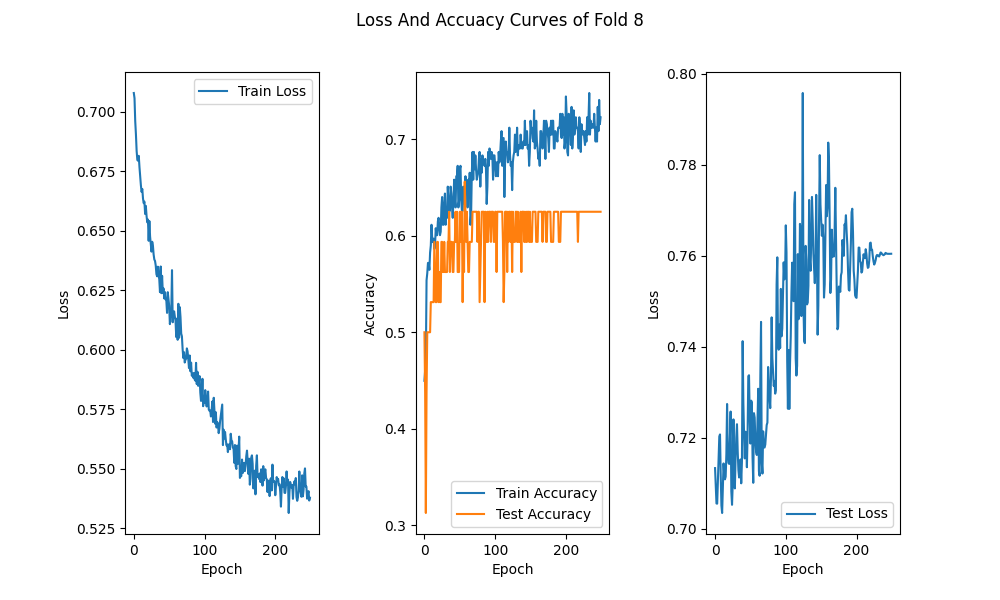 Loss And Accuacy Curves of Fold 8
Train Loss
0.700
0.675
0.650
0.625
0.600
0.575
0.550
0.525
Loss
0 100 200
Epoch
0.7
0.6
0.5
0.4
0.3
Accuracy
Train Accuracy
Test Accuracy
0 100 200
Epoch
0.80
0.78
0.76
0.74
0.72
0.70
Loss
Test Loss
0 100 200
Epoch